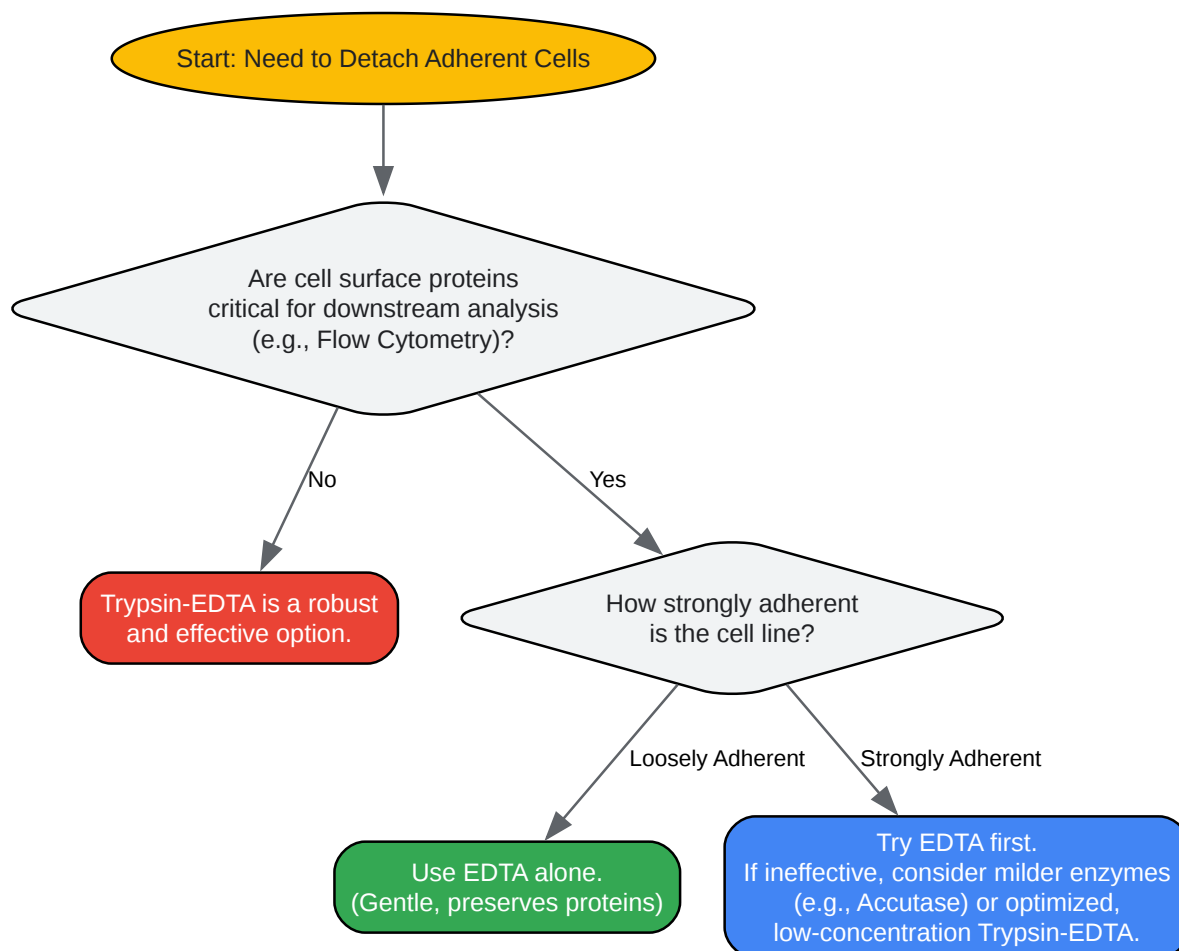 Start: Need to Detach Adherent Cells
Are cell surface proteins
critical for downstream analysis
(e.g., Flow Cytometry)?
No
Yes
Trypsin-EDTA is a robust
and effective option.
How strongly adherent
is the cell line?
Loosely Adherent
Strongly Adherent
Use EDTA alone.
(Gentle, preserves proteins)
Try EDTA first.
If ineffective, consider milder enzymes
(e.g., Accutase) or optimized,
low-concentration Trypsin-EDTA.